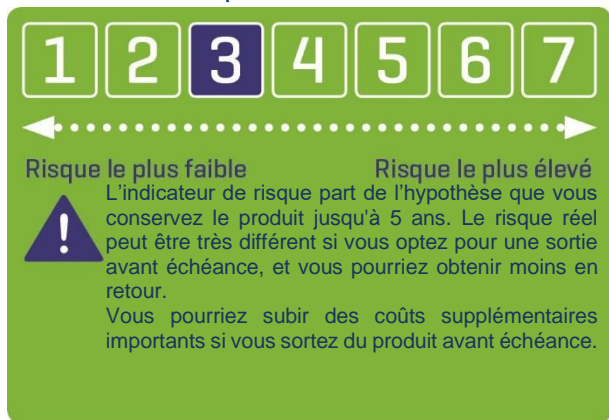 1 2 3 4 5 6 7
Risque le plus faible Risque le plus élevé
L'indicateur de risque part de l'hypothèse que vous
conservez le produit jusqu'à 5 ans. Le risque réel
peut être très différent si vous optez pour une sortie
avant échéance, et vous pourriez obtenir moins en
retour.
Vous pourriez subir des coûts supplémentaires
importants si vous sortez du produit avant échéance.